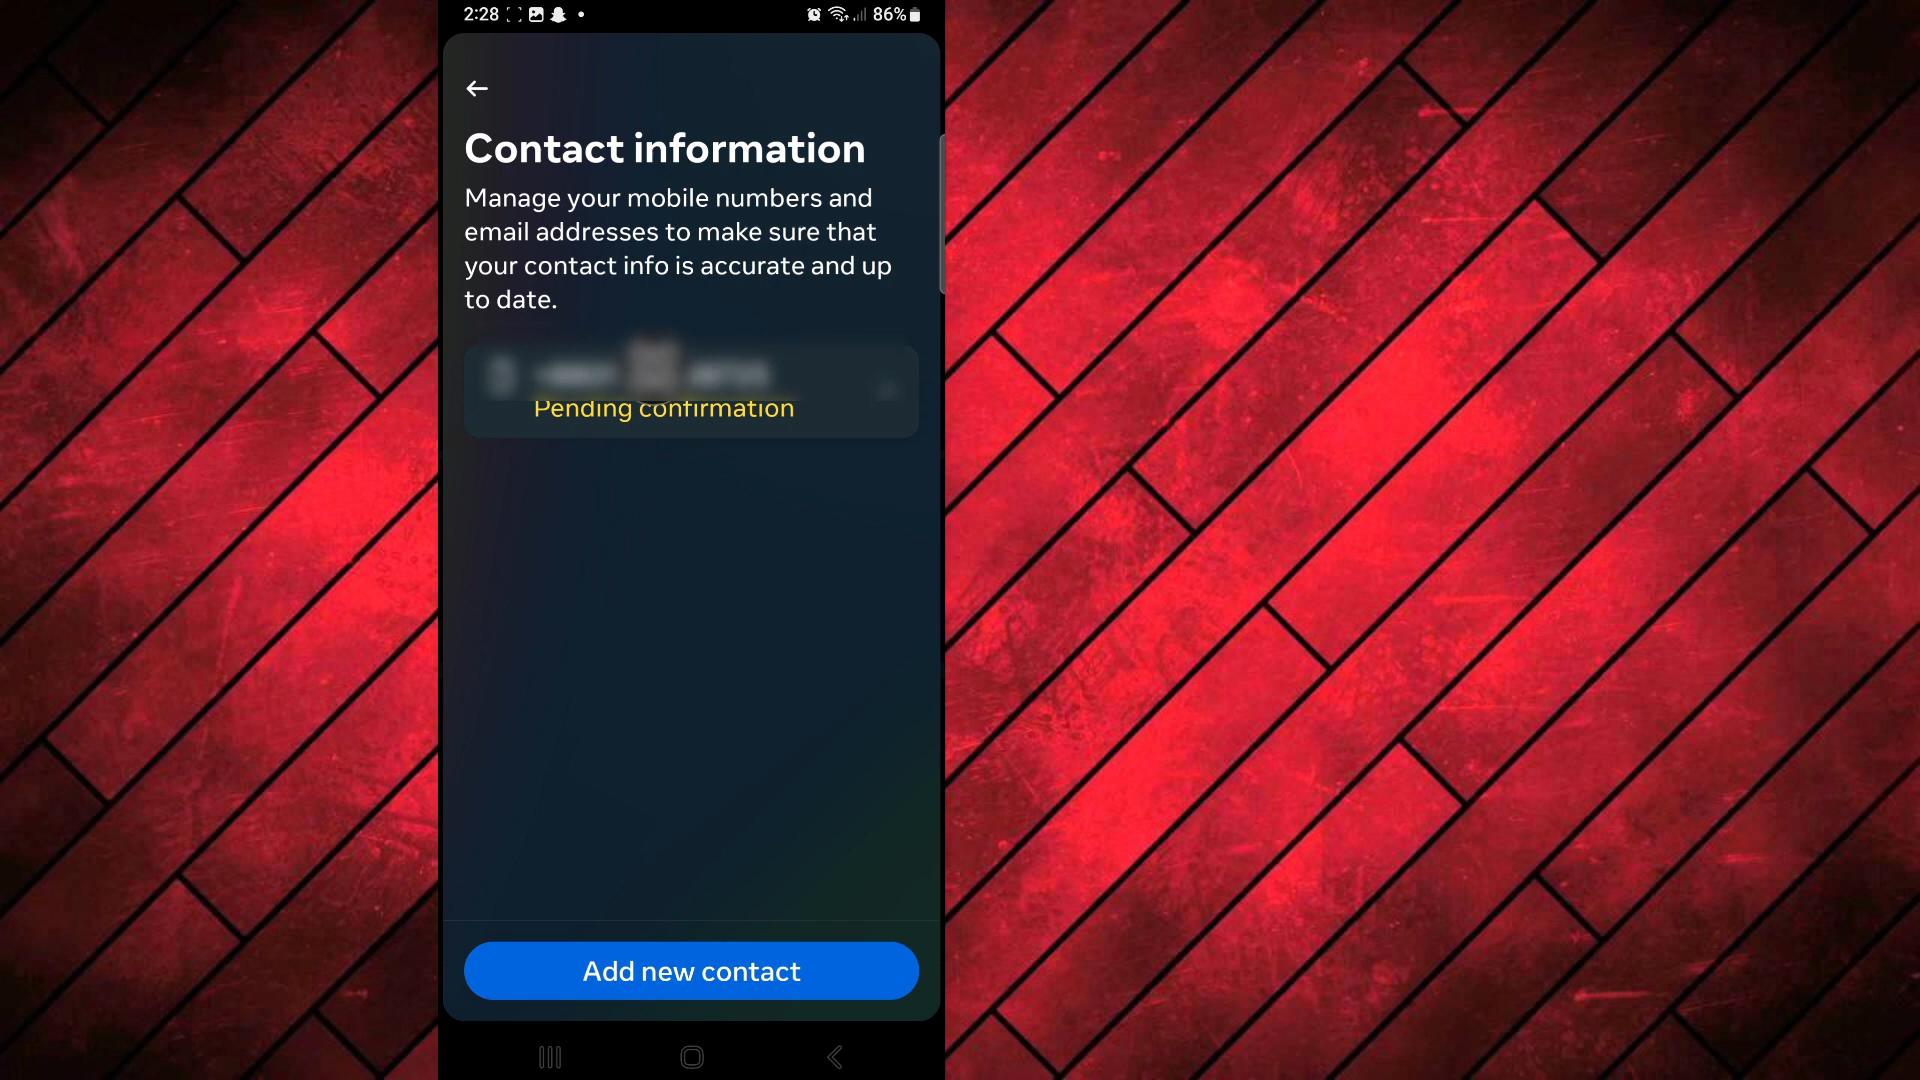 2:28
86%
Contact information
Manage your mobile numbers and
email addresses to make sure that
your contact info is accurate and up
to date.
Pending confirmation
Add new contact